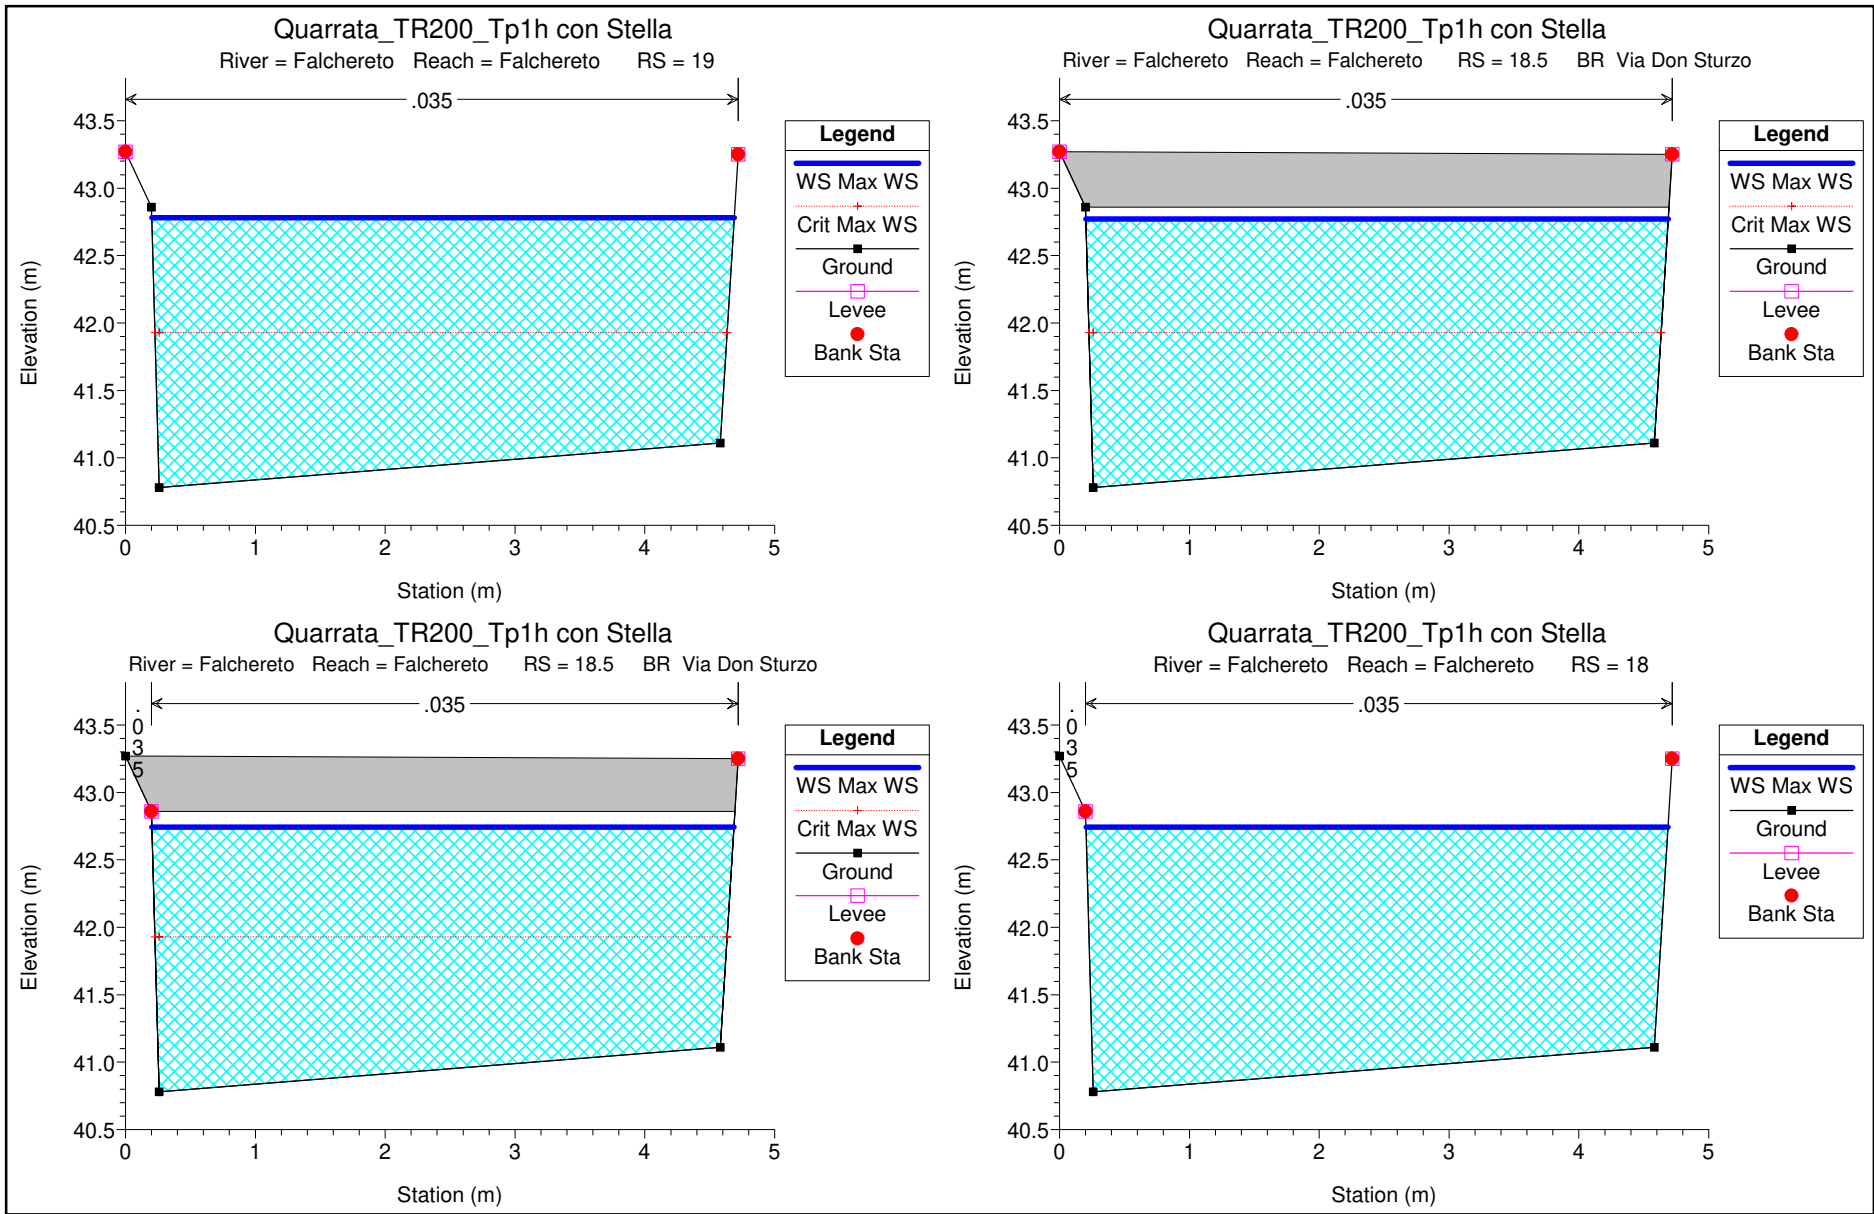 Quarrata_TR200_Tp1h con Stella
River = Falchereto Reach = Falchereto RS = 19
.035
43.5
43.0
42.5
42.0
41.5
41.0
40.5
0 1 2 3 4 5
Station (m)
Elevation (m)
Legend
WS Max WS
Crit Max WS
Ground
Levee
Bank Sta
Quarrata_TR200_Tp1h con Stella
River = Falchereto Reach = Falchereto RS = 18.5 BR Via Don Sturzo
.035
43.5
43.0
42.5
42.0
41.5
41.0
40.5
0 1 2 3 4 5
Station (m)
Elevation (m)
Legend
WS Max WS
Crit Max WS
Ground
Levee
Bank Sta
Quarrata_TR200_Tp1h con Stella
River = Falchereto Reach = Falchereto RS = 18.5 BR Via Don Sturzo
.035
.035
43.5
43.0
42.5
42.0
41.5
41.0
40.5
0 1 2 3 4 5
Station (m)
Elevation (m)
Legend
WS Max WS
Crit Max WS
Ground
Levee
Bank Sta
Quarrata_TR200_Tp1h con Stella
River = Falchereto Reach = Falchereto RS = 18
.035
.035
43.5
43.0
42.5
42.0
41.5
41.0
40.5
0 1 2 3 4 5
Station (m)
Elevation (m)
Legend
WS Max WS
Ground
Levee
Bank Sta